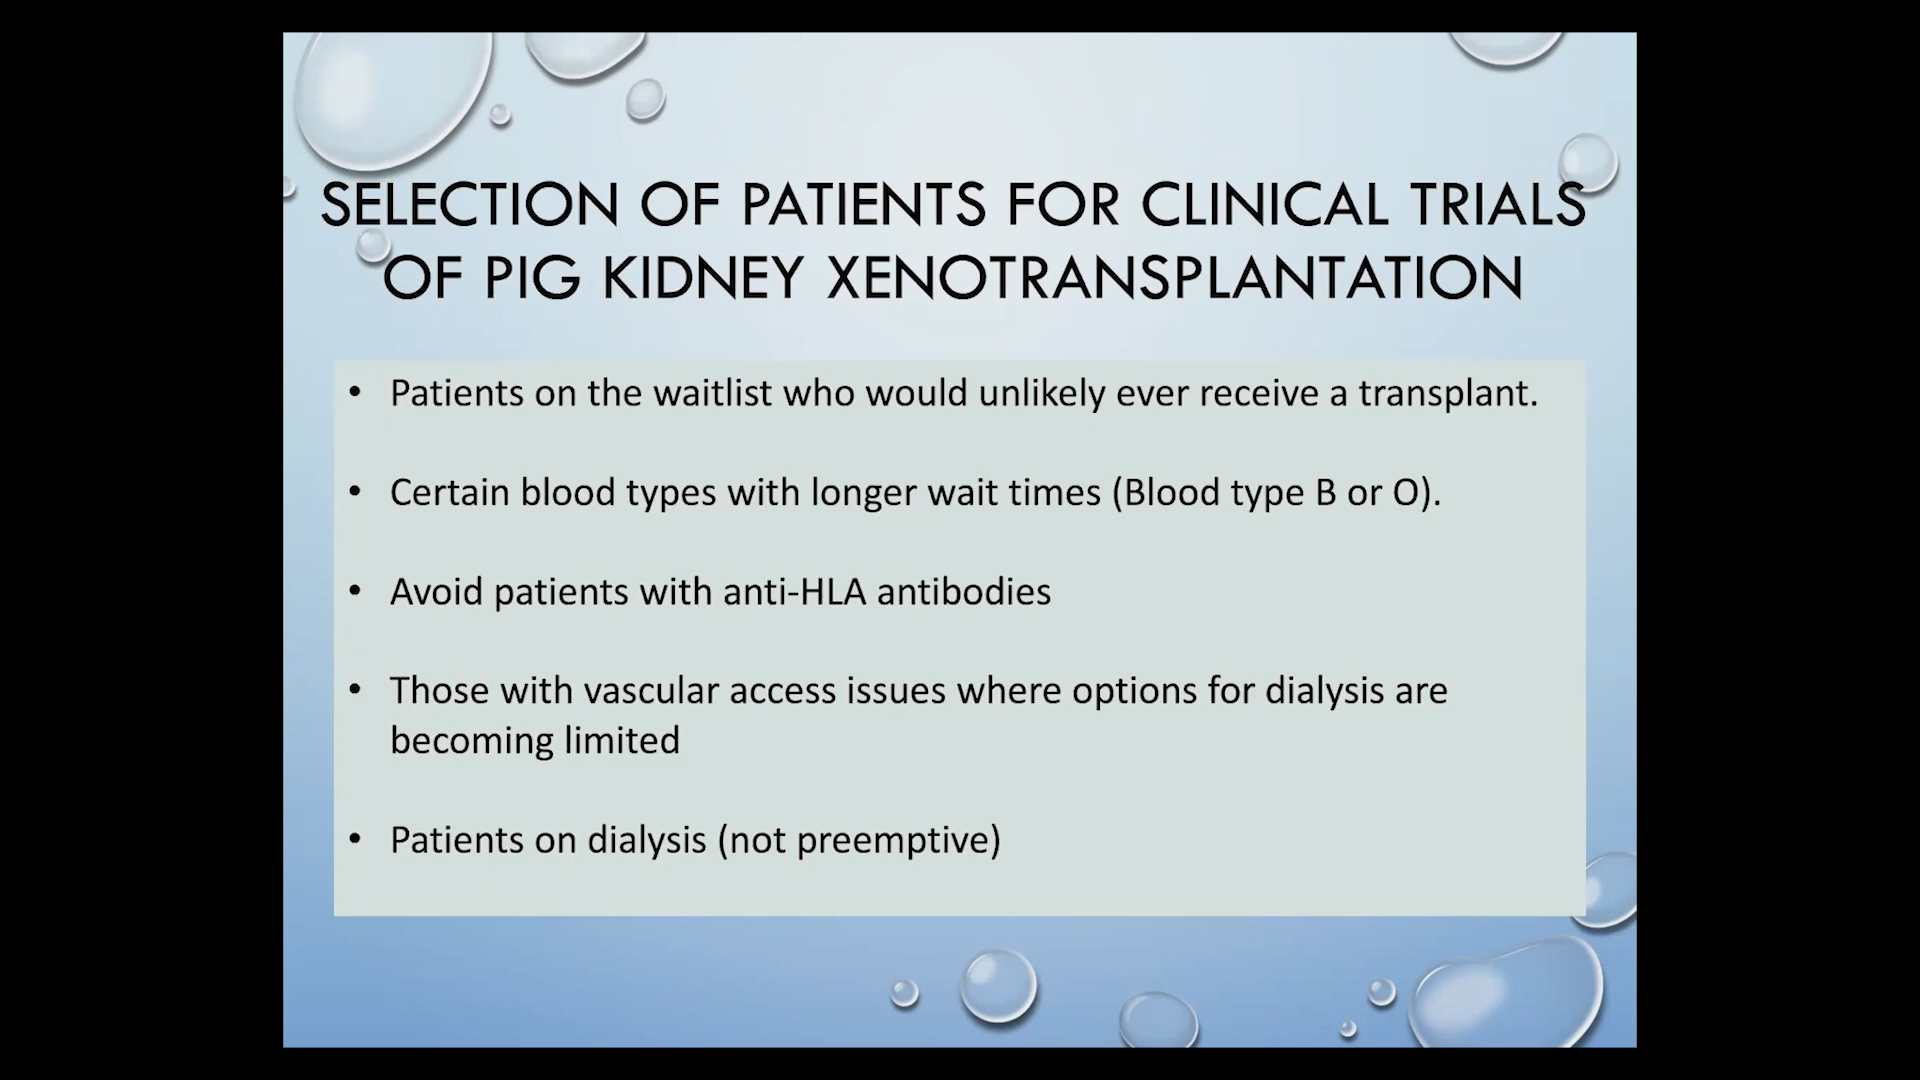 SELECTION OF PATIENTS FOR CLINICAL TRIALS
OF PIG KIDNEY XENOTRANSPLANTATION
• Patients on the waitlist who would unlikely ever receive a transplant.
• Certain blood types with longer wait times (Blood type B or O).
• Avoid patients with anti-HLA antibodies
• Those with vascular access issues where options for dialysis are
becoming limited
• Patients on dialysis (not preemptive)